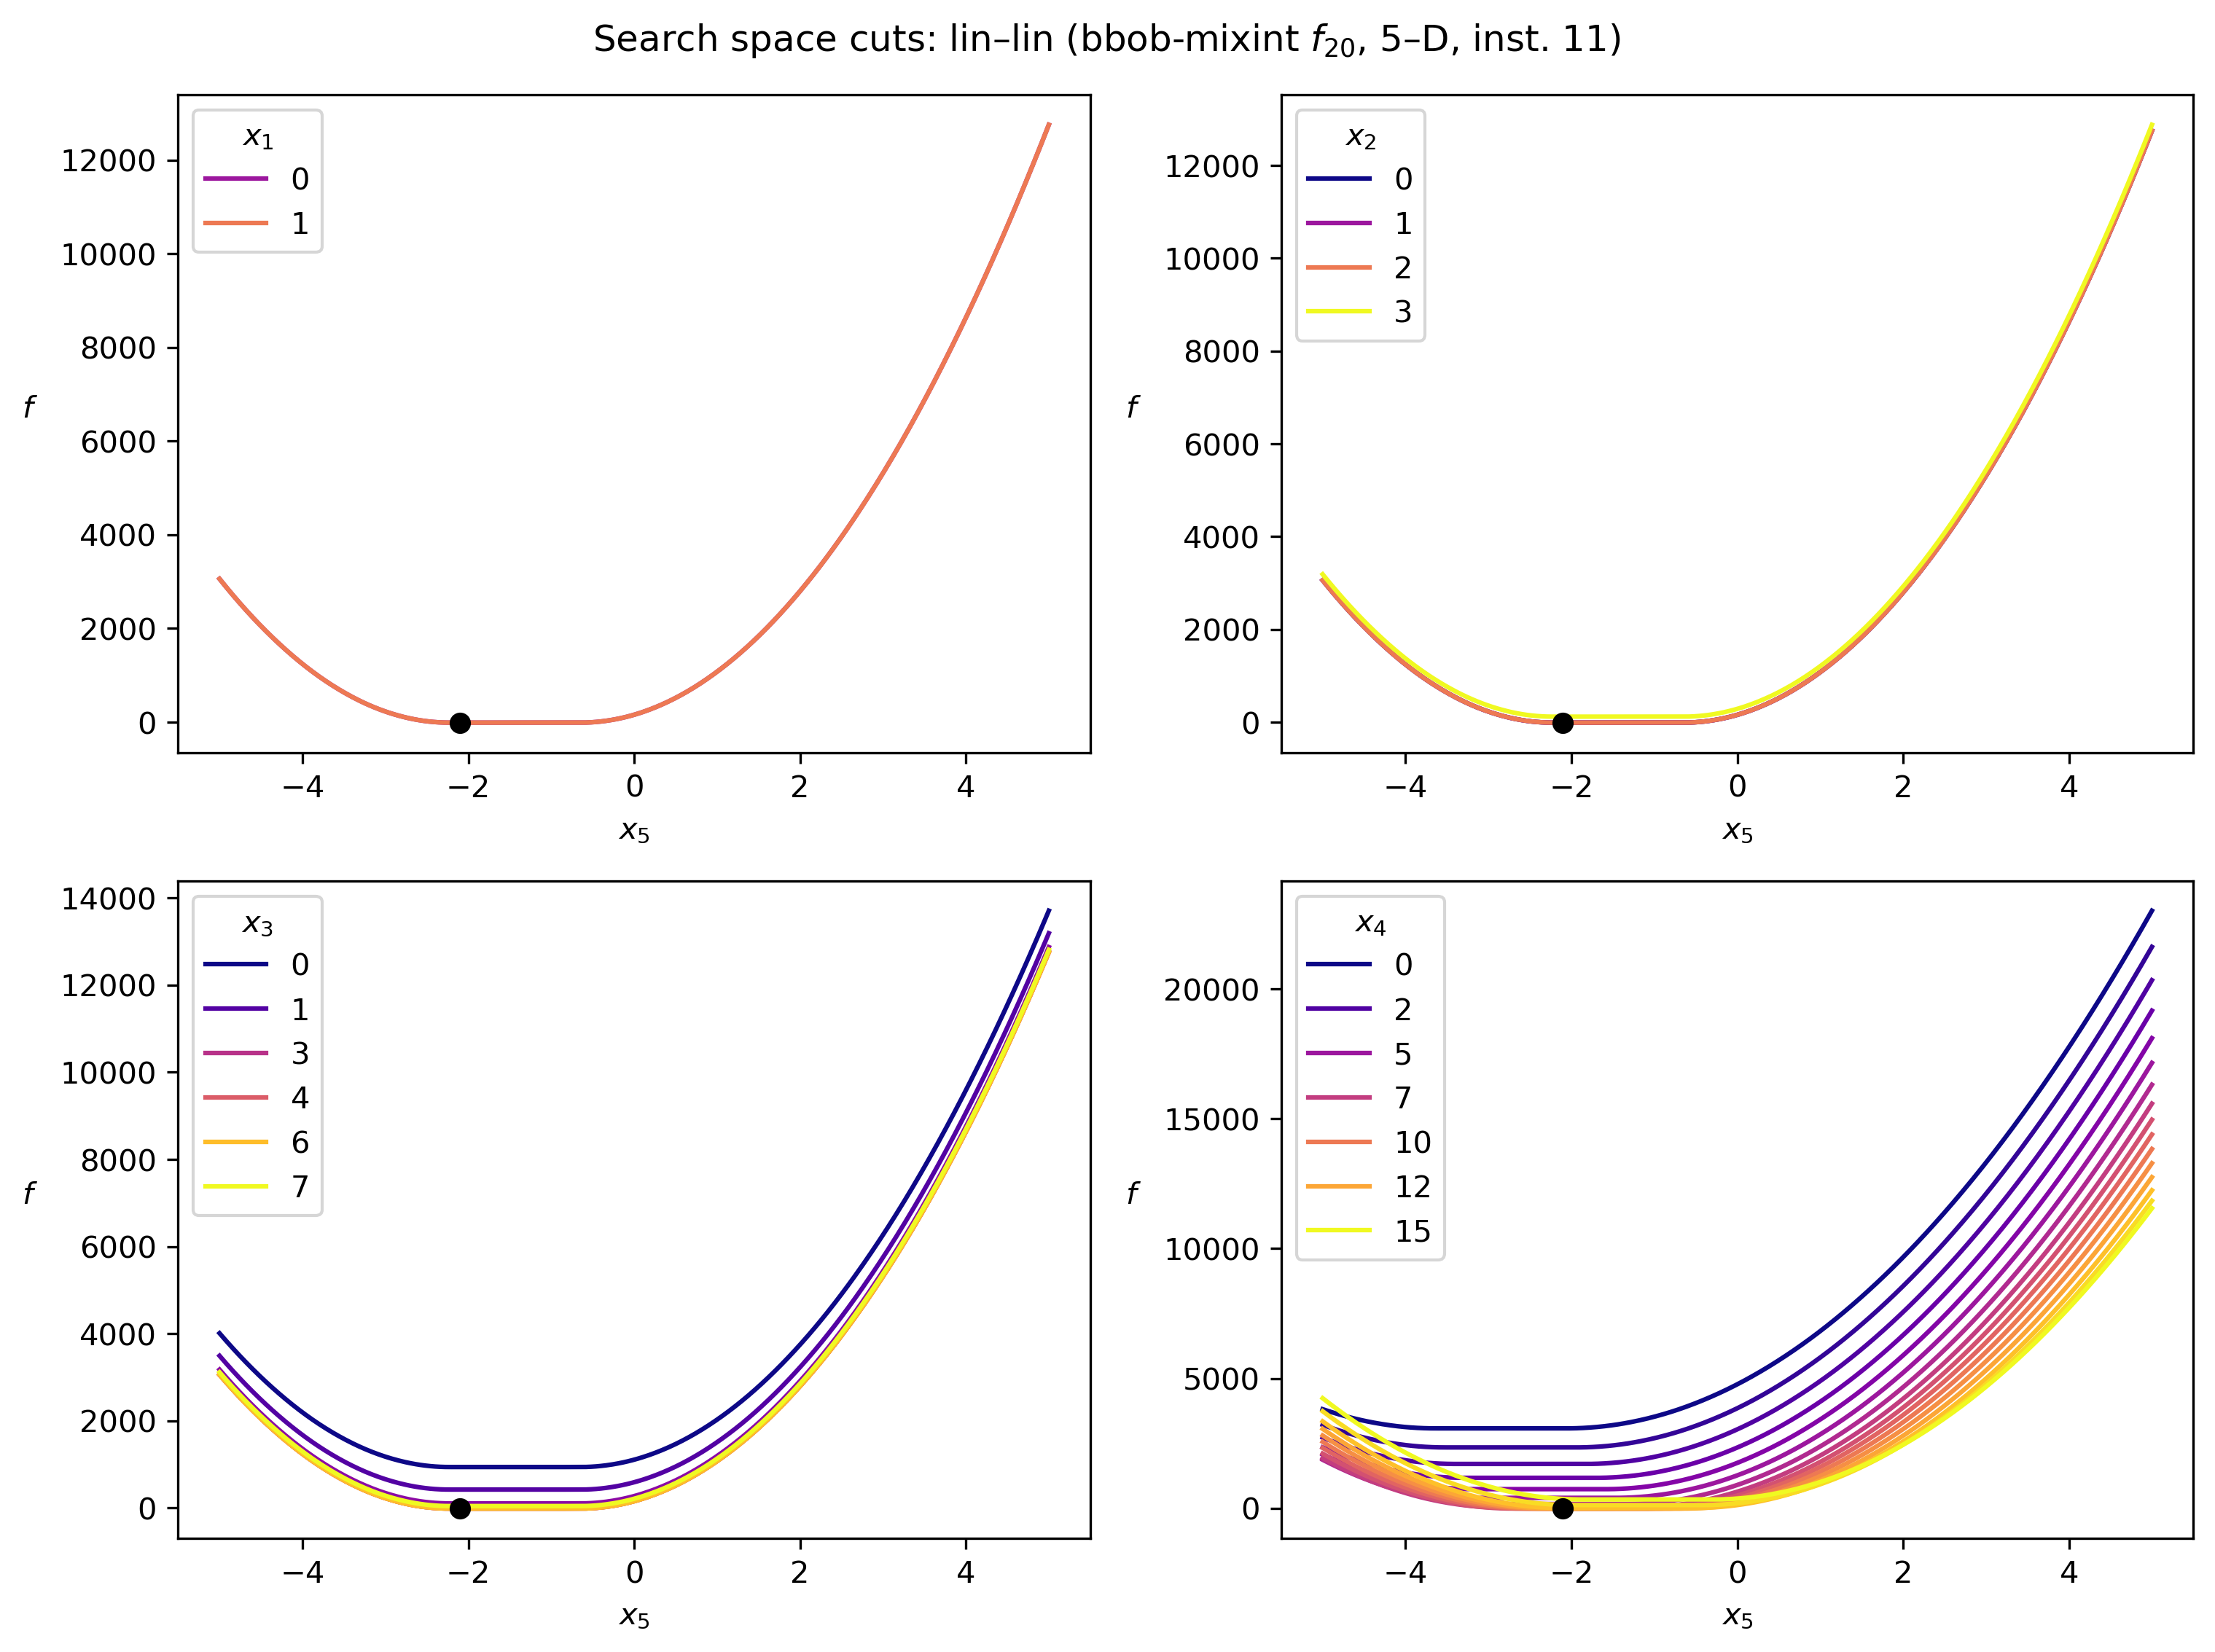 Search space cuts: lin–lin (bbob-mixint f20, 5–D, inst. 11)
x1
0
1
12000
10000
8000
6000
4000
2000
0
f
−4 −2 0 2 4
x5
x2
0
1
2
3
12000
10000
8000
6000
4000
2000
0
f
−4 −2 0 2 4
x5
x3
0
1
3
4
6
7
14000
12000
10000
8000
6000
4000
2000
0
f
−4 −2 0 2 4
x5
x4
0
2
5
7
10
12
15
20000
15000
10000
5000
0
f
−4 −2 0 2 4
x5